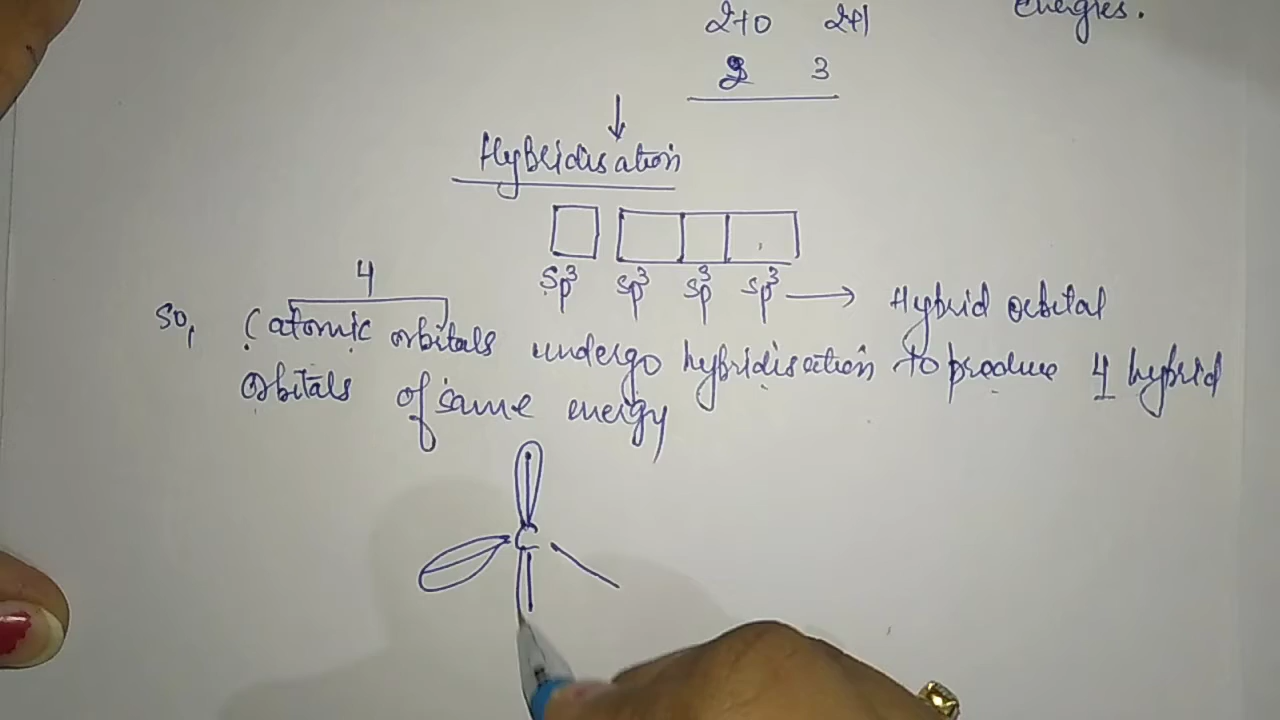 energies.
2+0 2+1
2 3
↓
Hybridisation
sp³ sp³ sp³ sp³ → Hybrid orbital
4
So, (atomic orbitals undergo hybridisation to produce 4 hybrid
orbitals of same energy
C